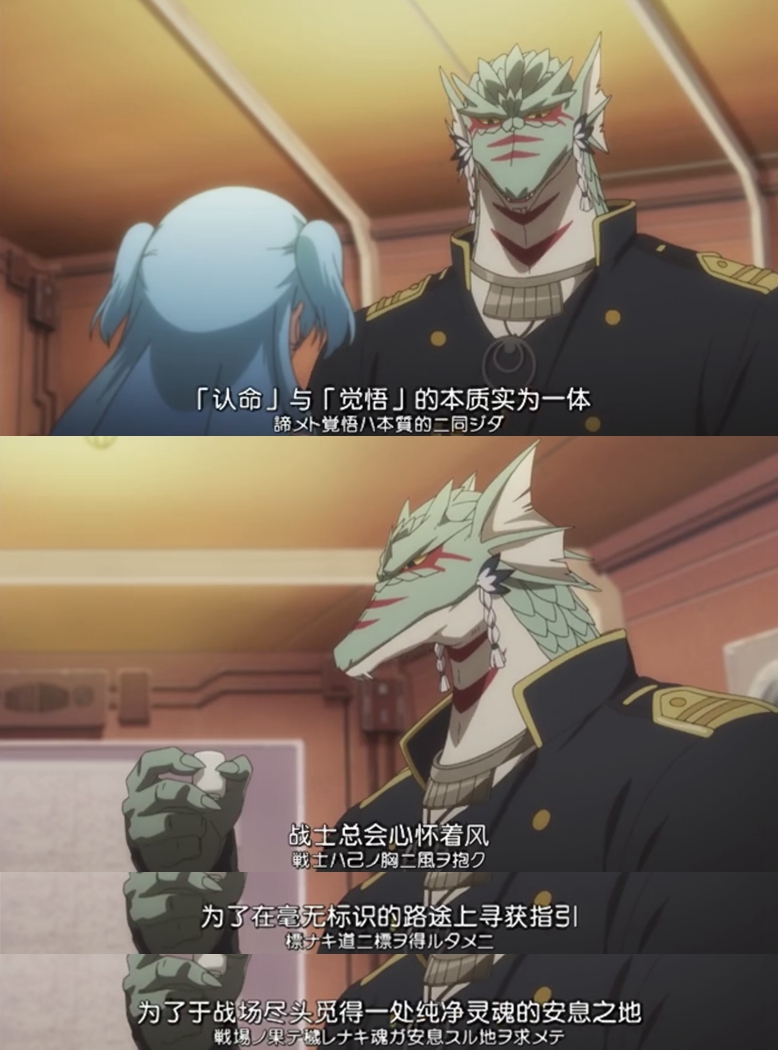 「认命」与「觉悟」的本质实为一体
諦メト覚悟ハ本質的ニ同ジダ
战士总会心怀着风
戦士ハ己ノ胸ニ風ヲ抱ク
为了在毫无标识的路途上寻获指引
標ナキ道ニ標ヲ得ルタメニ
为了于战场尽头觅得一处纯净灵魂的安息之地
戦場ノ果テ穢レナキ魂ガ安息スル地ヲ求メテ